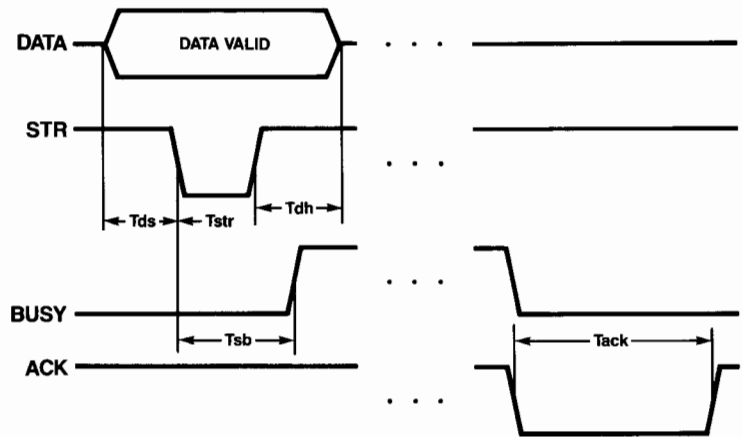 DATA
DATA VALID
. . .
STR
. . .
Tds
Tstr
Tdh
. . .
BUSY
Tsb
Tack
ACK
. . .